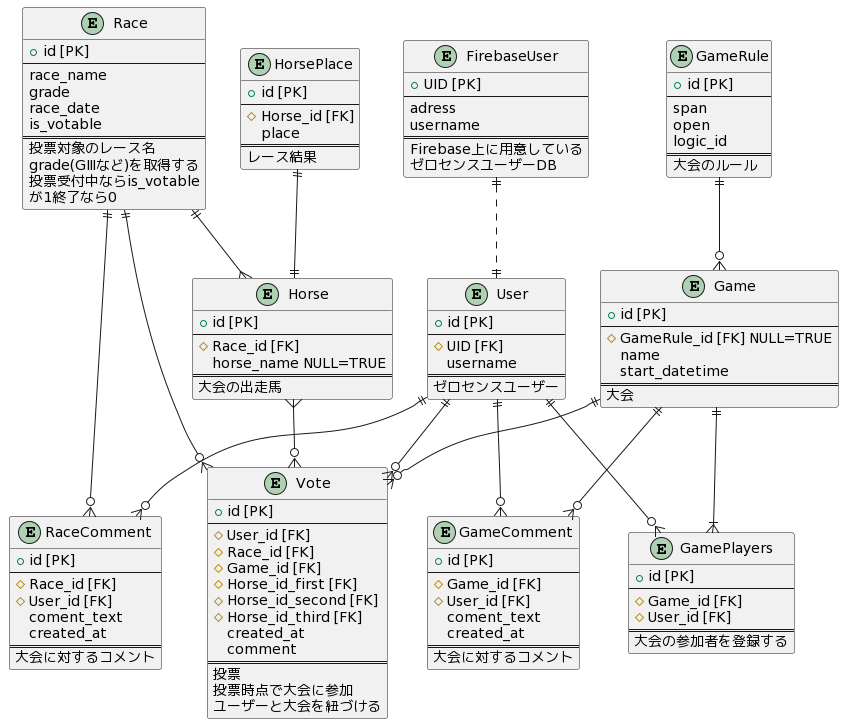 E Race
id [PK]
race_name
grade
race_date
is_votable
投票対象のレース名
grade(GⅢなど)を取得する
投票受付中ならis_votable
が1終了なら0
E HorsePlace
id [PK]
Horse_id [FK]
place
レース結果
E FirebaseUser
UID [PK]
adress
username
Firebase上に用意している
ゼロセンスユーザーDB
E GameRule
id [PK]
span
open
logic_id
大会のルール
E Horse
id [PK]
Race_id [FK]
horse_name NULL=TRUE
大会の出走馬
E User
id [PK]
UID [FK]
username
ゼロセンスユーザー
E Game
id [PK]
GameRule_id [FK] NULL=TRUE
name
start_datetime
大会
E RaceComment
id [PK]
Race_id [FK]
User_id [FK]
coment_text
created_at
大会に対するコメント
E Vote
id [PK]
User_id [FK]
Race_id [FK]
Game_id [FK]
Horse_id_first [FK]
Horse_id_second [FK]
Horse_id_third [FK]
created_at
comment
投票
投票時点で大会に参加
ユーザーと大会を紐づける
E GameComment
id [PK]
Game_id [FK]
User_id [FK]
coment_text
created_at
大会に対するコメント
E GamePlayers
id [PK]
Game_id [FK]
User_id [FK]
大会の参加者を登録する